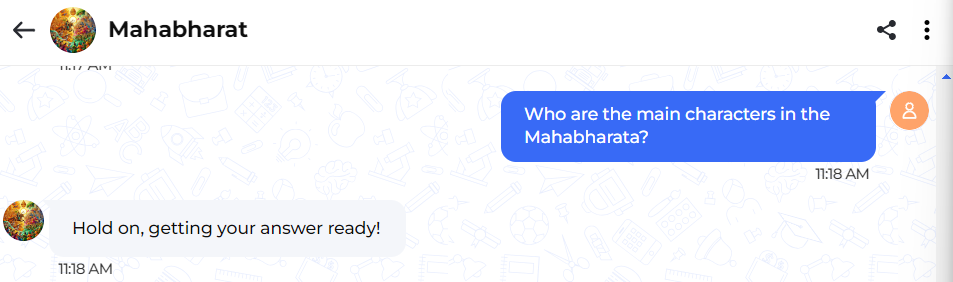 Mahabharat
11:17 AM
Who are the main characters in the
Mahabharata?
11:18 AM
Hold on, getting your answer ready!
11:18 AM